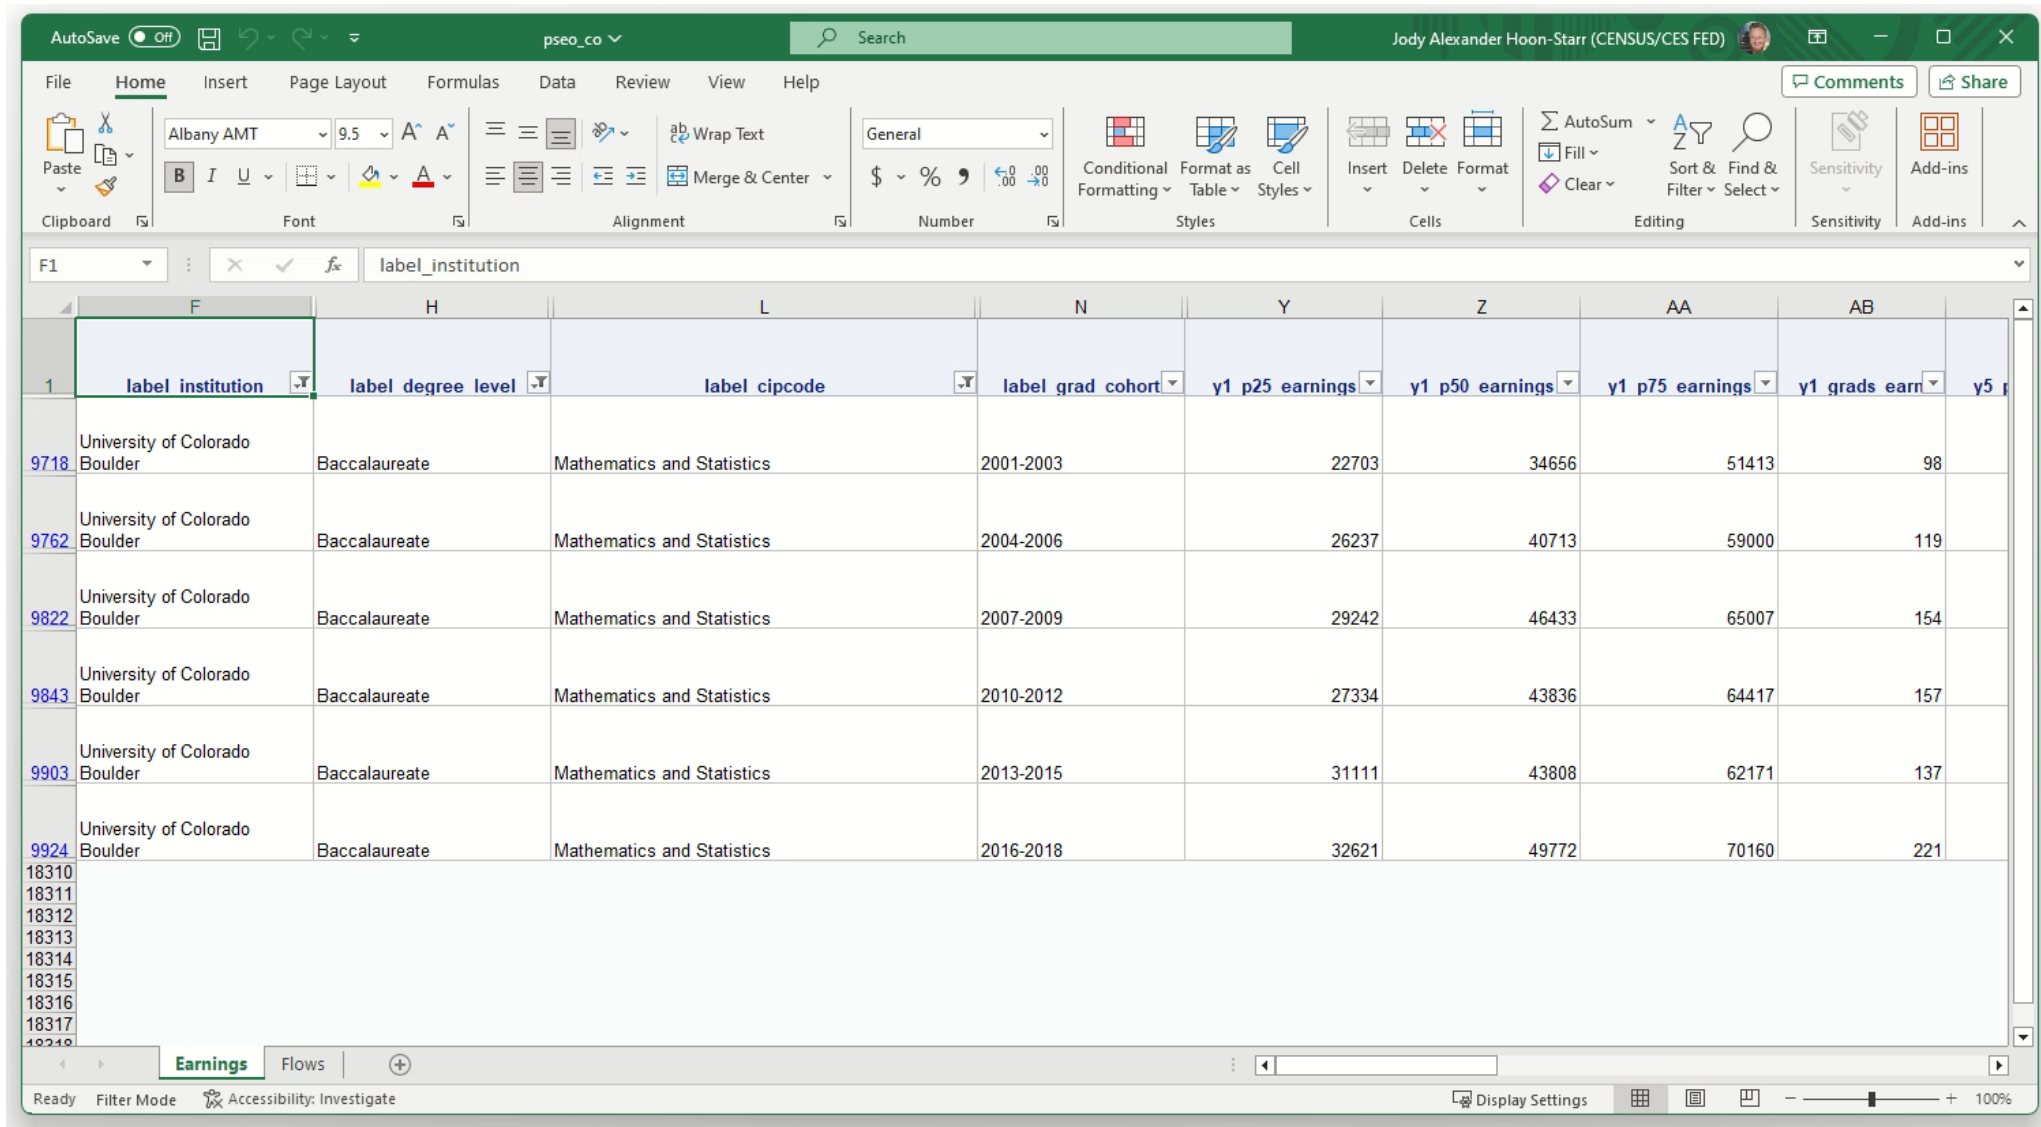 AutoSave Off pseo_co Search Jody Alexander Hoon-Starr (CENSUS/CES FED)
File Home Insert Page Layout Formulas Data Review View Help Comments Share
Albany AMT 9.5 A A ab Wrap Text General AutoSum
Paste B I U A Merge & Center $ % Conditional Formatting Format as Table Cell Styles Insert Delete Format Fill Clear Sort & Filter Find & Select Sensitivity Add-ins
Clipboard Font Alignment Number Styles Cells Editing Sensitivity Add-ins
F1 fx label_institution
F H L N Y Z AA AB
1 label_institution label_degree_level label_cipcode label_grad_cohort y1_p25_earnings y1_p50_earnings y1_p75_earnings y1_grads_earn y5
9718 University of Colorado Boulder Baccalaureate Mathematics and Statistics 2001-2003 22703 34656 51413 98
9762 University of Colorado Boulder Baccalaureate Mathematics and Statistics 2004-2006 26237 40713 59000 119
9822 University of Colorado Boulder Baccalaureate Mathematics and Statistics 2007-2009 29242 46433 65007 154
9843 University of Colorado Boulder Baccalaureate Mathematics and Statistics 2010-2012 27334 43836 64417 157
9903 University of Colorado Boulder Baccalaureate Mathematics and Statistics 2013-2015 31111 43808 62171 137
9924 University of Colorado Boulder Baccalaureate Mathematics and Statistics 2016-2018 32621 49772 70160 221
18310
18311
18312
18313
18314
18315
18316
18317
18318
Earnings Flows
Ready Filter Mode Accessibility: Investigate Display Settings 100%